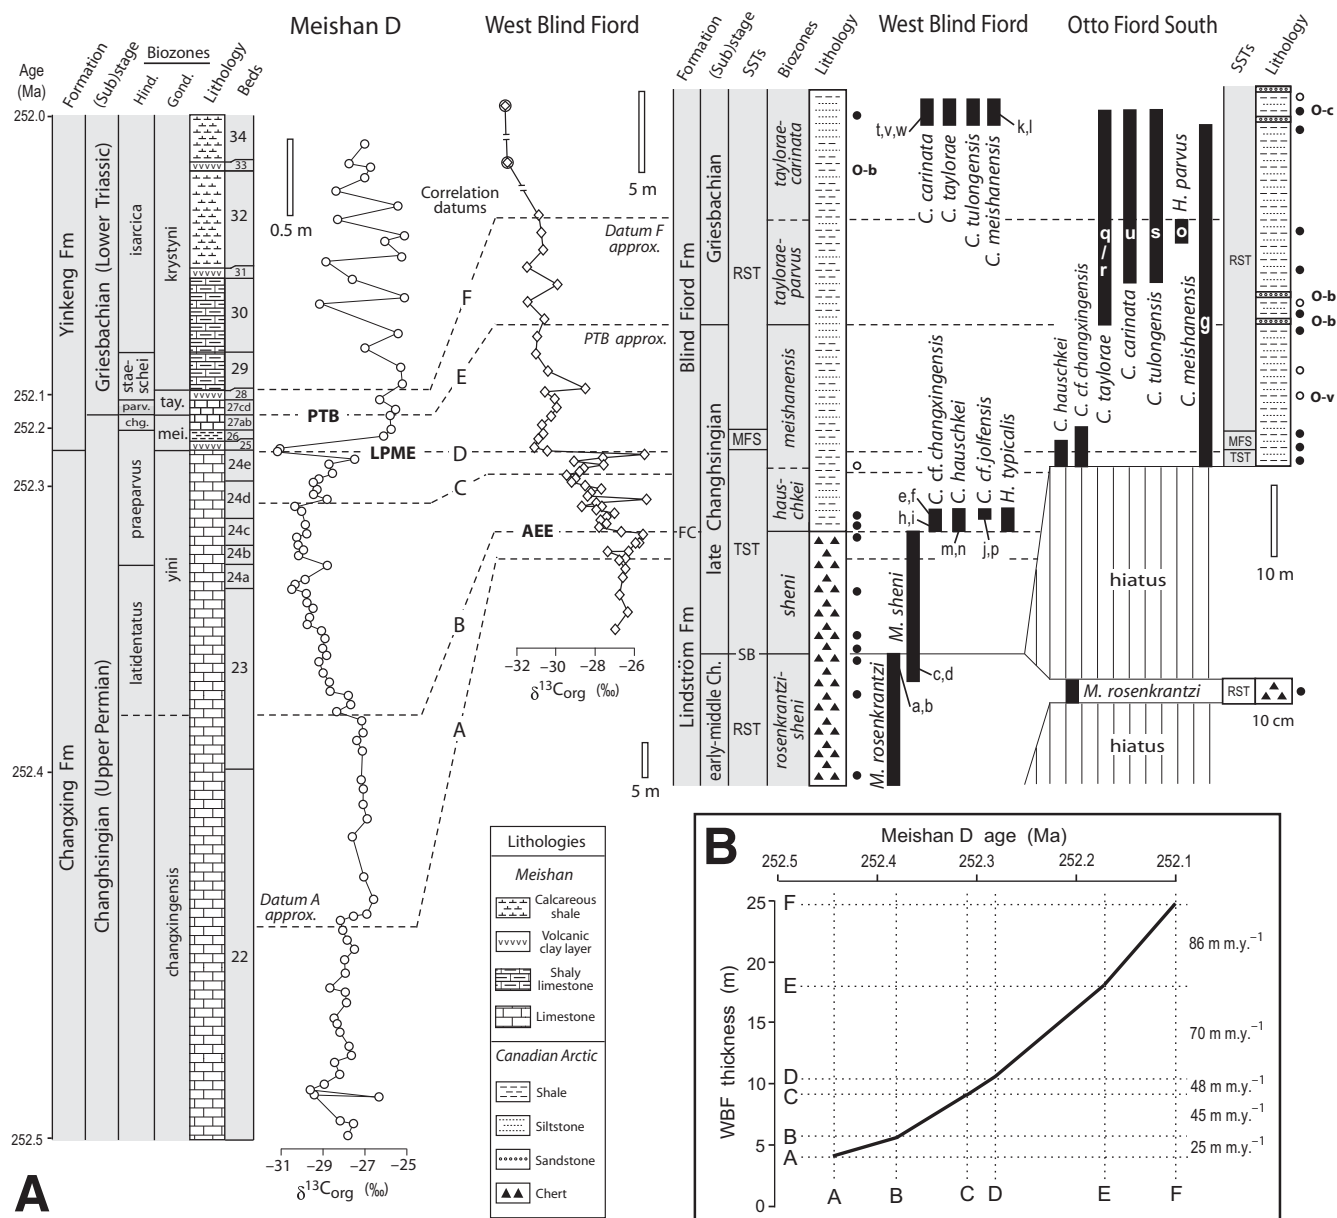 Meishan D
West Blind Fiord
West Blind Fiord
Otto Fiord South
Age
(Ma)
Formation
(Sub)stage
Biozones
Hind.
Gond.
Lithology
Beds
Formation
(Sub)stage
SSTs
Biozones
Lithology
SSTs
Lithology
252.0
252.1
252.2
252.3
252.4
252.5
Yinkeng Fm
Changxing Fm
Griesbachian (Lower Triassic)
Changhsingian (Upper Permian)
isarcica
stae-
schei
parv.
chg.
praeparvus
latidentatus
krystyni
tay.
mei.
yini
changxingensis
34
33
32
31
30
29
28
27cd
27ab
26
25
24e
24d
24c
24b
24a
23
22
0.5 m
PTB
LPME
AEE
Datum A
approx.
−31
−29
−27
−25
δ13Corg (‰)
Correlation
datums
F
E
D
C
B
A
5 m
Datum F
approx.
PTB approx.
−32
−30
−28
−26
δ13Corg (‰)
5 m
Blind Fiord Fm
Lindström Fm
Griesbachian
late Changhsingian
early-middle Ch.
RST
MFS
FC
TST
SB
RST
taylorae-
carinata
taylorae-
parvus
meishanensis
haus-
chkei
sheni
rosenkrantzi-
sheni
O-b
t,v,w
k,l
C. carinata
C. taylorae
C. tulongensis
C. meishanensis
C. cf. changxingensis
C. hauschkei
C. cf. jolfensis
H. typicalis
e,f
h,i
m,n
j,p
M. sheni
c,d
M. rosenkrantzi
a,b
C. hauschkei
C. cf. changxingensis
C. taylorae
C. carinata
C. tulongensis
H. parvus
C. meishanensis
q/r
u
s
o
g
hiatus
M. rosenkrantzi
hiatus
RST
MFS
TST
RST
O-c
O-b
O-b
O-v
10 m
10 cm
Lithologies
Meishan
Calcareous
shale
Volcanic
clay layer
Shaly
limestone
Limestone
Canadian Arctic
Shale
Siltstone
Sandstone
Chert
A
B
Meishan D age (Ma)
252.5
252.4
252.3
252.2
252.1
WBF thickness (m)
25
20
15
10
5
0
F
E
D
C
B
A
86 m m.y.−1
70 m m.y.−1
48 m m.y.−1
45 m m.y.−1
25 m m.y.−1
A
B
C
D
E
F